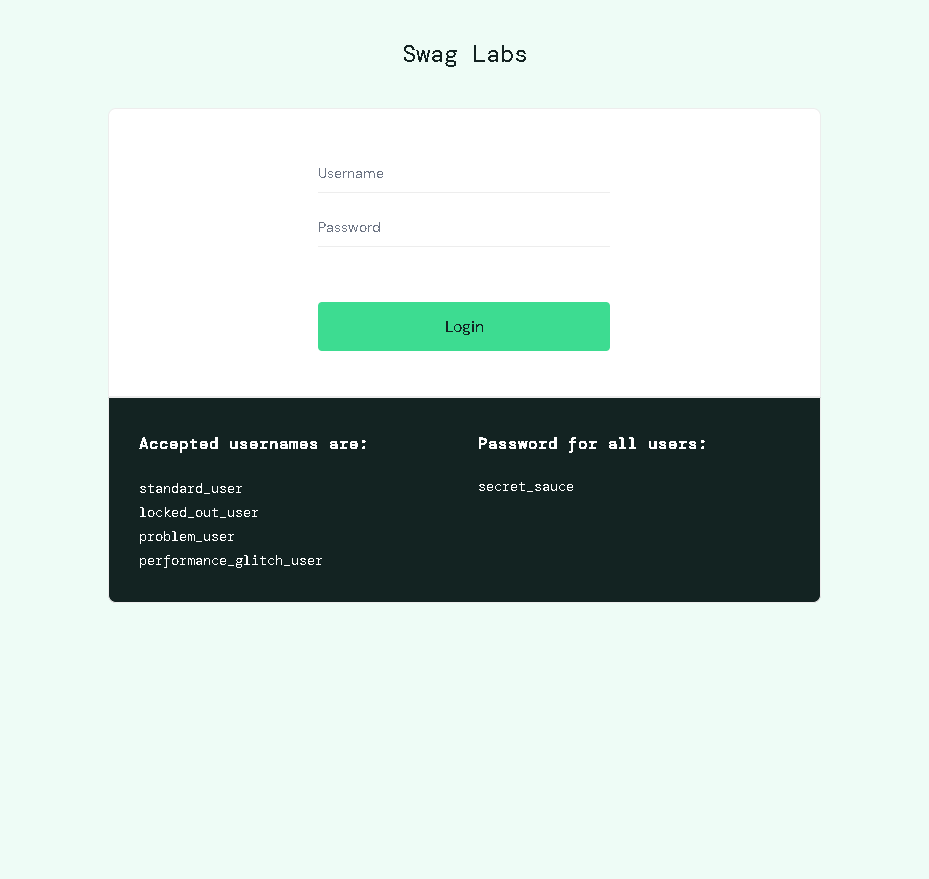 Swag Labs
Username
Password
Login
Accepted usernames are:
standard_user
locked_out_user
problem_user
performance_glitch_user
Password for all users:
secret_sauce